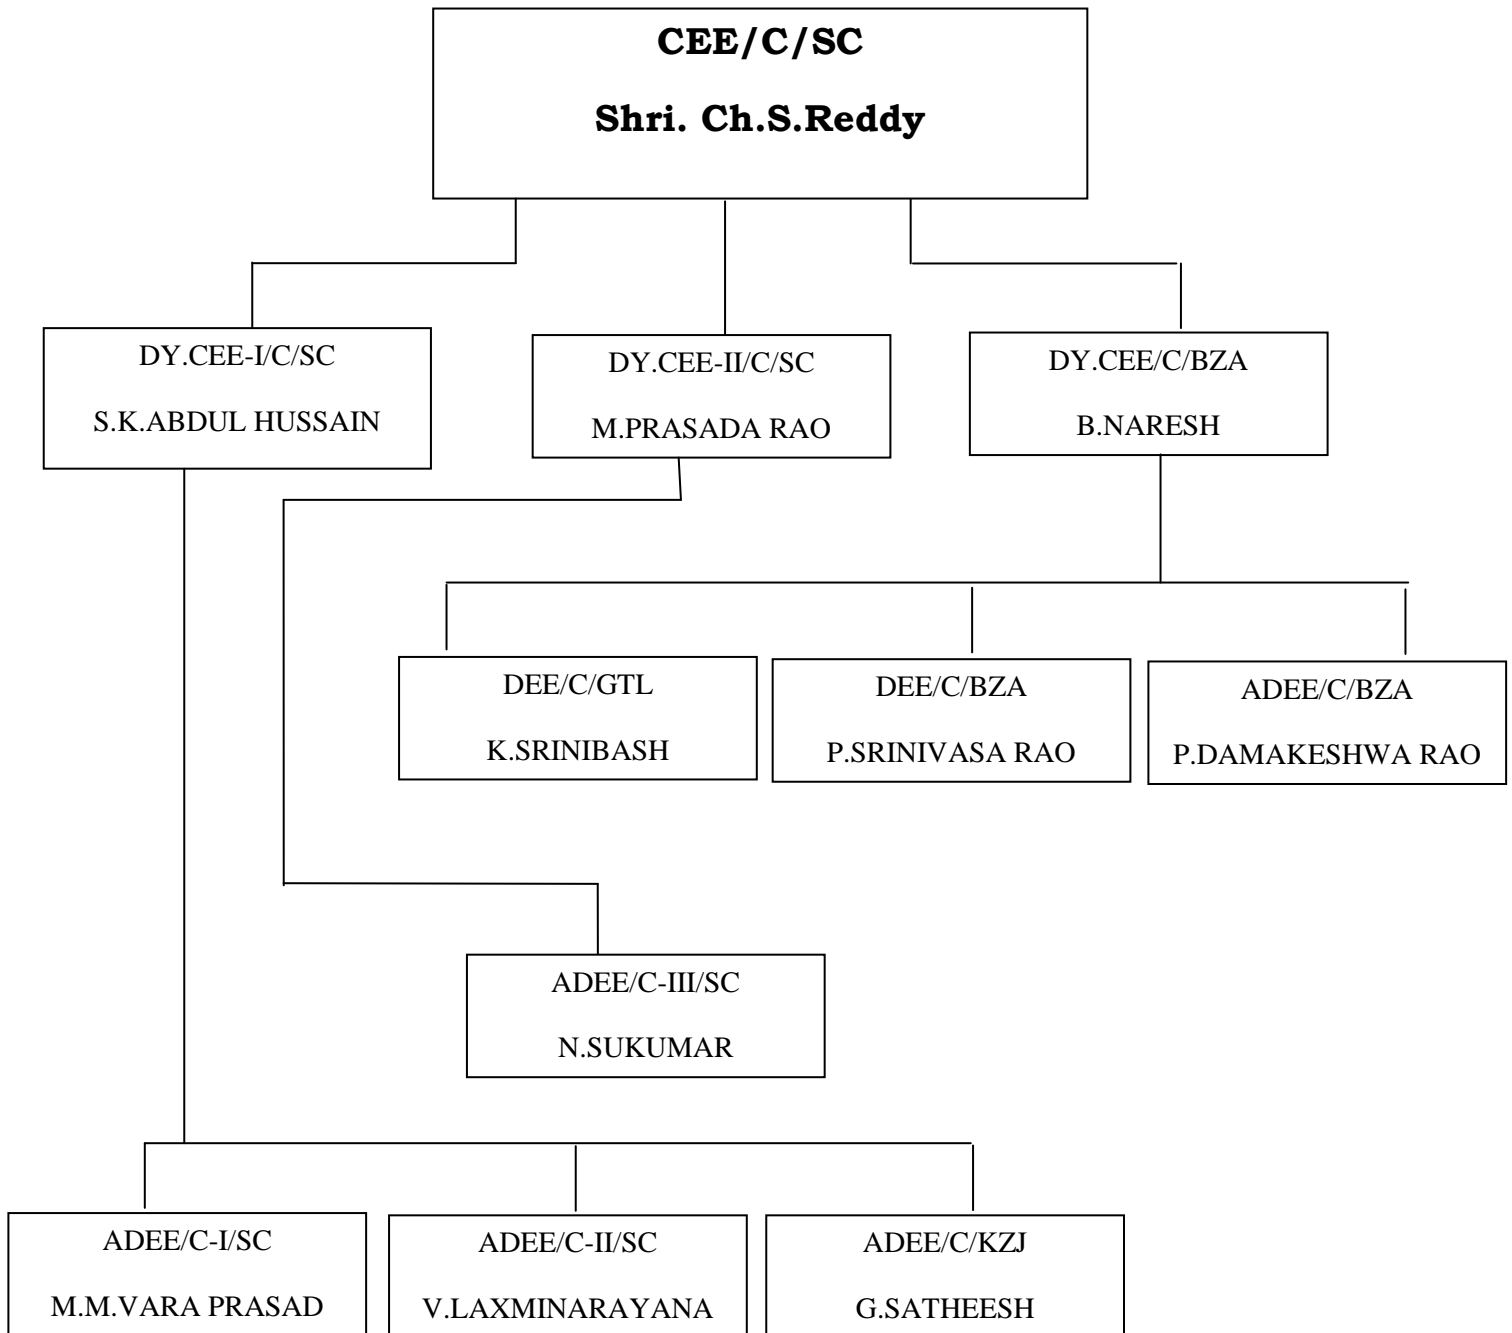 CEE/C/SC
Shri. Ch.S.Reddy
DY.CEE-I/C/SC
S.K.ABDUL HUSSAIN
DY.CEE-II/C/SC
M.PRASADA RAO
DY.CEE/C/BZA
B.NARESH
DEE/C/GTL
K.SRINIBASH
DEE/C/BZA
P.SRINIVASA RAO
ADEE/C/BZA
P.DAMAKESHWA RAO
ADEE/C-III/SC
N.SUKUMAR
ADEE/C-I/SC
M.M.VARA PRASAD
ADEE/C-II/SC
V.LAXMINARAYANA
ADEE/C/KZJ
G.SATHEESH